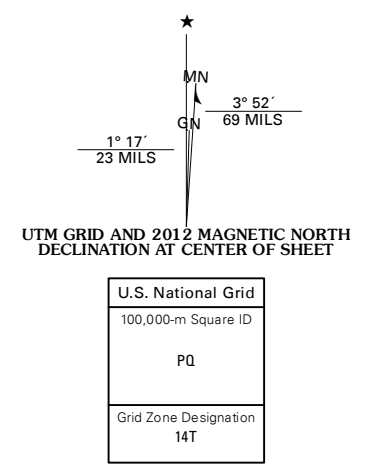 ★
MN
3° 52´
69 MILS
GN
1° 17´
23 MILS
UTM GRID AND 2012 MAGNETIC NORTH
DECLINATION AT CENTER OF SHEET
U.S. National Grid
100,000-m Square ID
PQ
Grid Zone Designation
14T